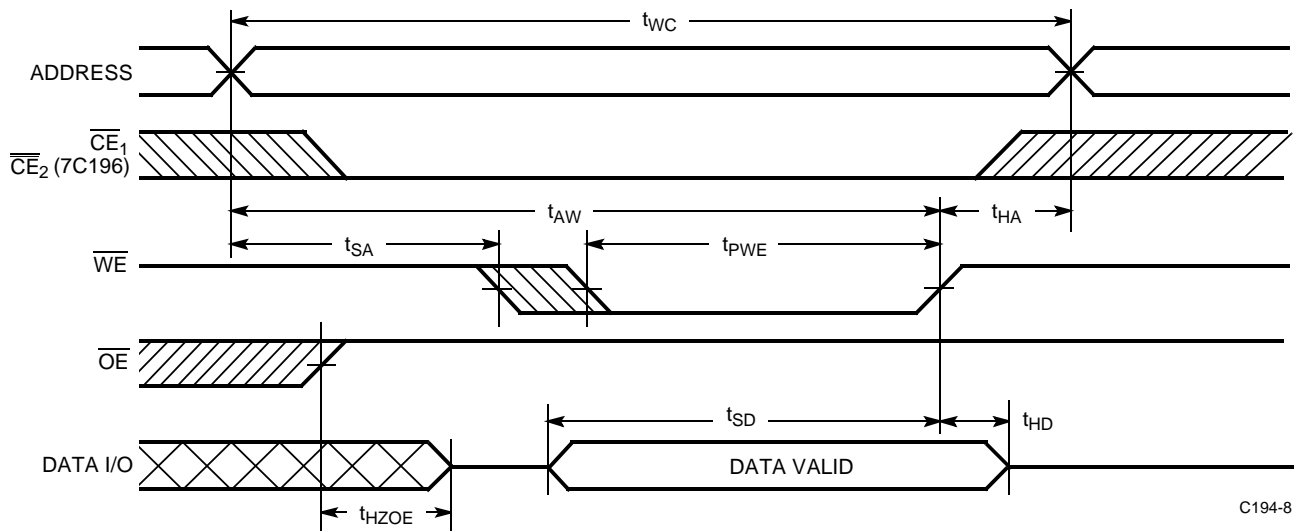 tWC
ADDRESS
CE1
CE2 (7C196)
tAW
tHA
tSA
tPWE
WE
OE
tSD
tHD
DATA I/O
DATA VALID
tHZOE
C194-8